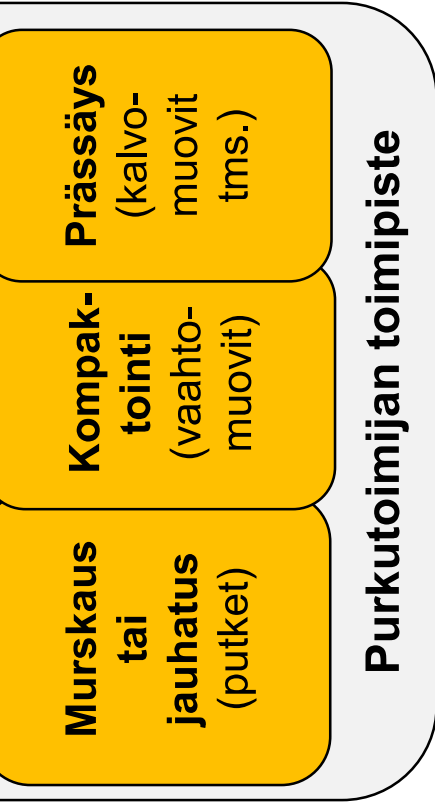 Murskaus
tai
jauhatus
(putket)
Kompak-
tointi
(vaahto-
muovit)
Prässäys
(kalvo-
muovit
tms.)
Purkutoimijan toimipiste